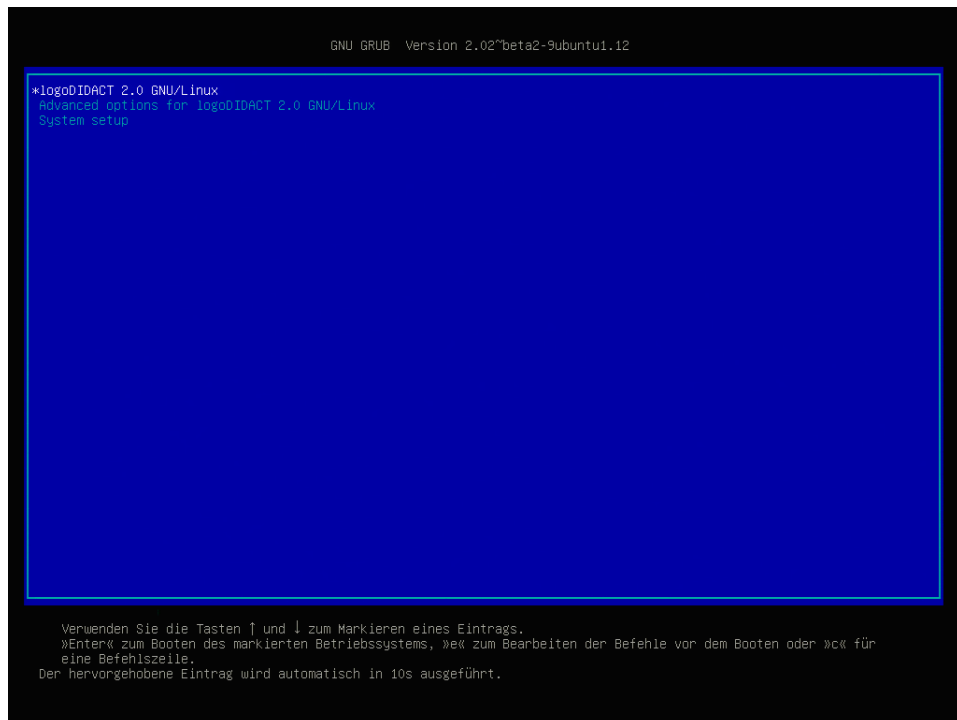 GNU GRUB  Version 2.02~beta2-9ubuntu1.12
*logoDIDACT 2.0 GNU/Linux
Advanced options for logoDIDACT 2.0 GNU/Linux
System setup
Verwenden Sie die Tasten ↑ und ↓ zum Markieren eines Eintrags.
»Enter« zum Booten des markierten Betriebssystems, »e« zum Bearbeiten der Befehle vor dem Booten oder »c« für
eine Befehlszeile.
Der hervorgehobene Eintrag wird automatisch in 10s ausgeführt.